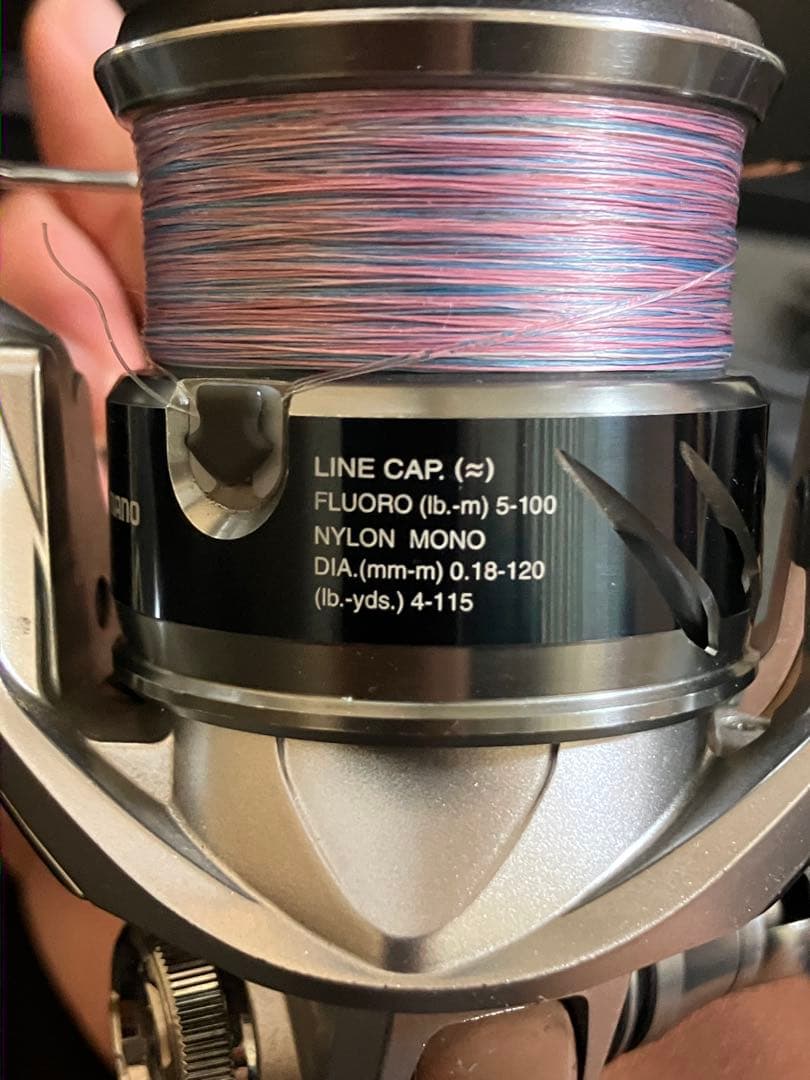 LINE CAP. (≈)
FLUORO (lb.-m) 5-100
NYLON MONO
DIA.(mm-m) 0.18-120
(lb.-yds.) 4-115